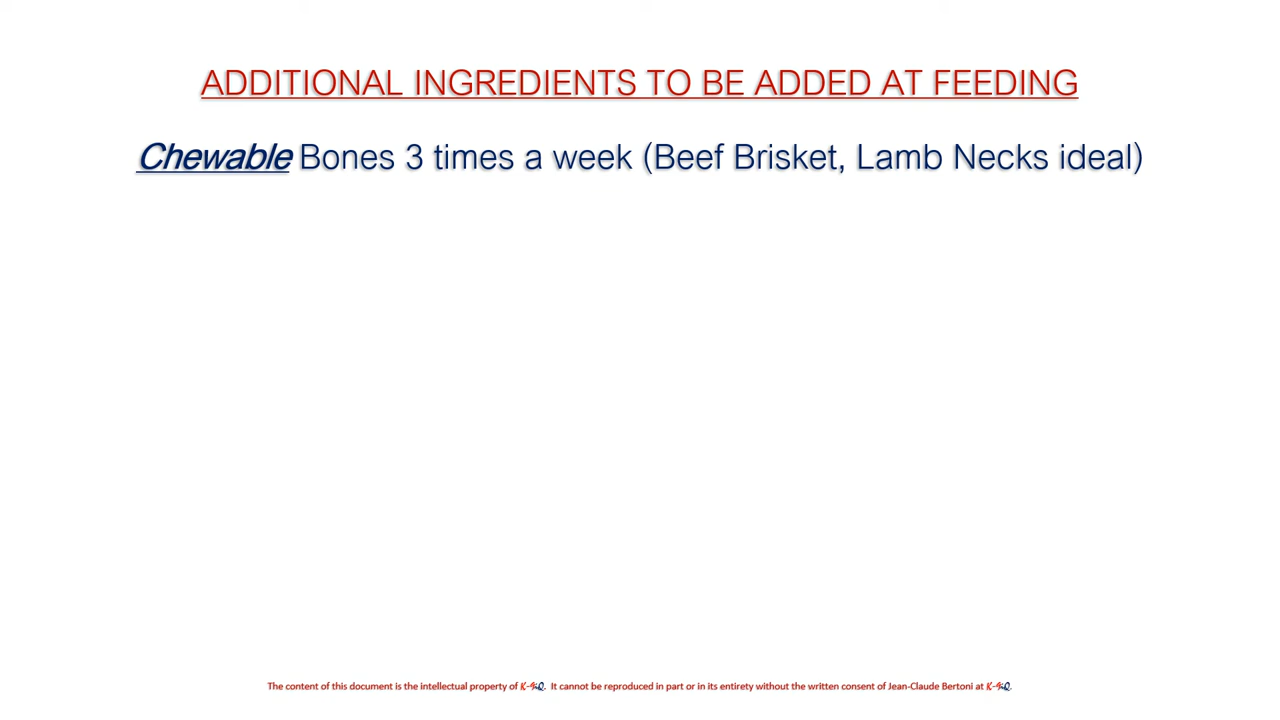 ADDITIONAL INGREDIENTS TO BE ADDED AT FEEDING
Chewable Bones 3 times a week (Beef Brisket, Lamb Necks ideal)
The content of this document is the intellectual property of K-9iQ. It cannot be reproduced in part or in its entirety without the written consent of Jean-Claude Bertoni at K-9iQ.